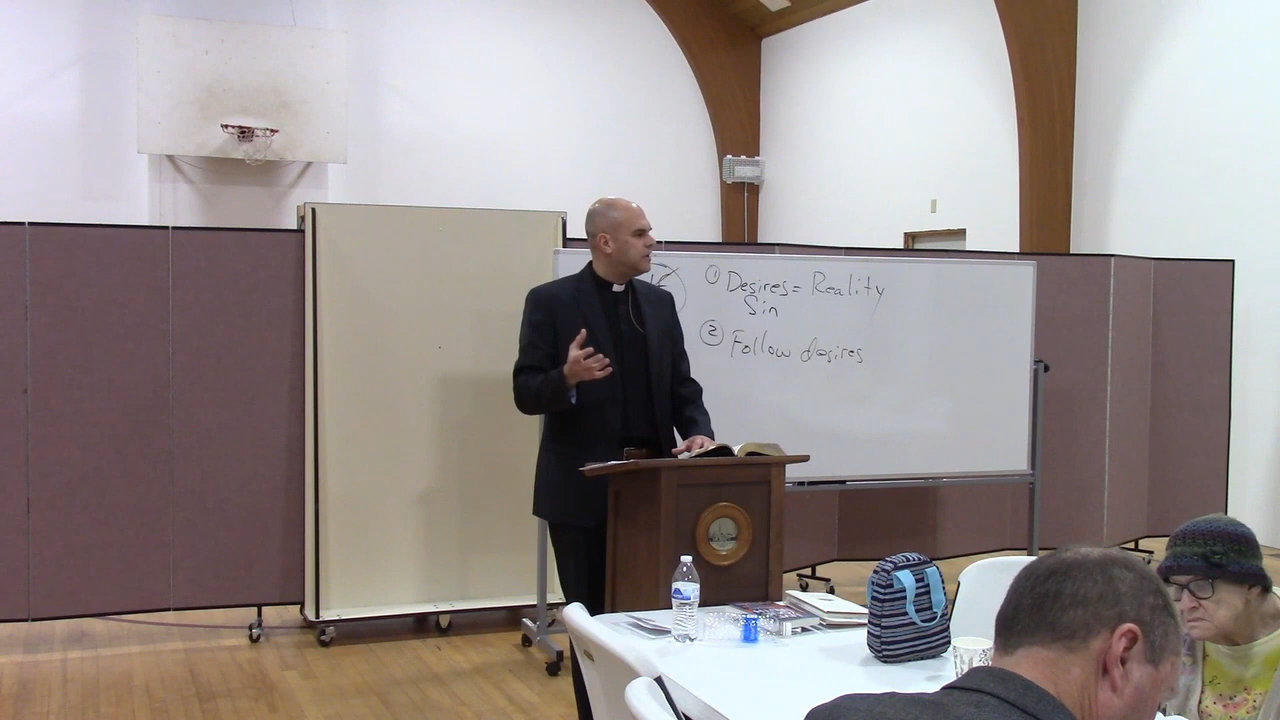 ① Desires = Reality
Sin
② Follow desires